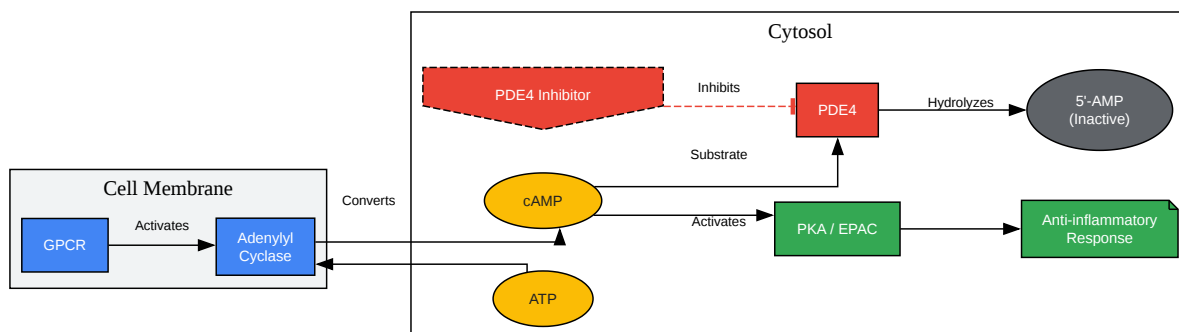 Cytosol
PDE4 Inhibitor
Inhibits
PDE4
Hydrolyzes
5'-AMP
(Inactive)
Substrate
Cell Membrane
Converts
cAMP
Activates
PKA / EPAC
Anti-inflammatory
Response
GPCR
Activates
Adenylyl
Cyclase
ATP